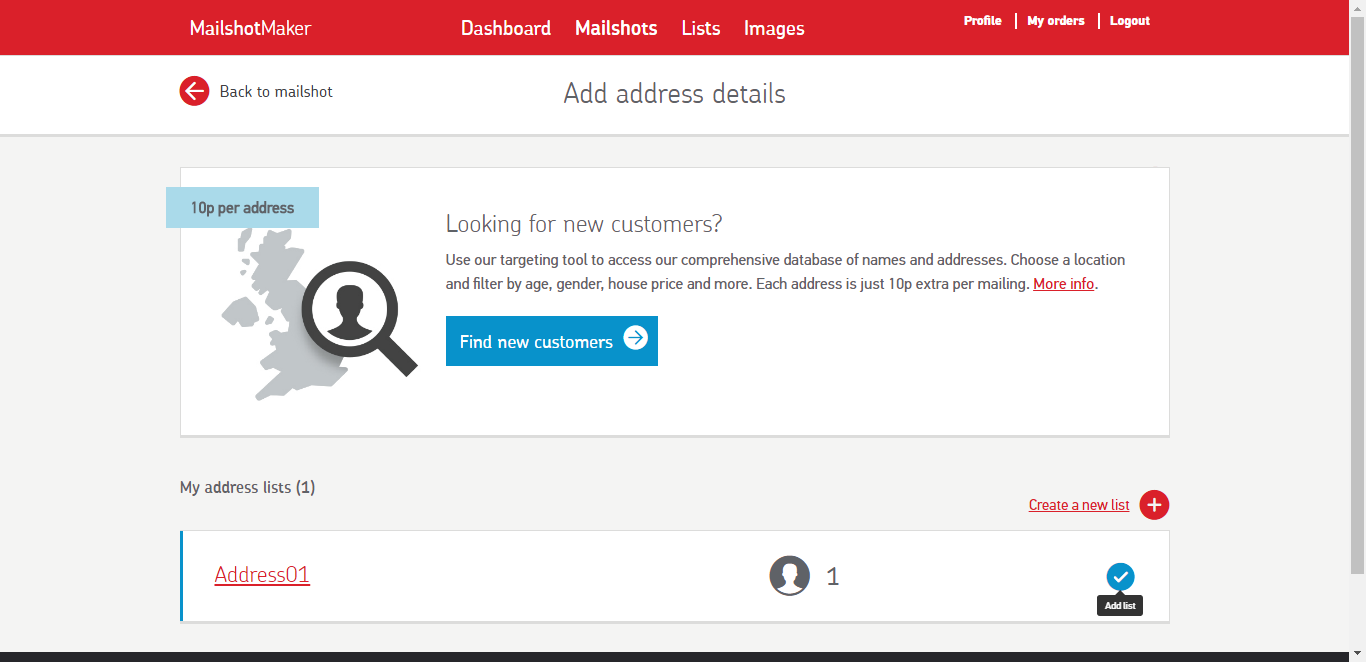 MailshotMaker
Dashboard Mailshots Lists Images
Profile My orders Logout
Back to mailshot
Add address details
10p per address
Looking for new customers?
Use our targeting tool to access our comprehensive database of names and addresses. Choose a location
and filter by age, gender, house price and more. Each address is just 10p extra per mailing. More info.
Find new customers
My address lists (1)
Create a new list
Address01
1
Add list